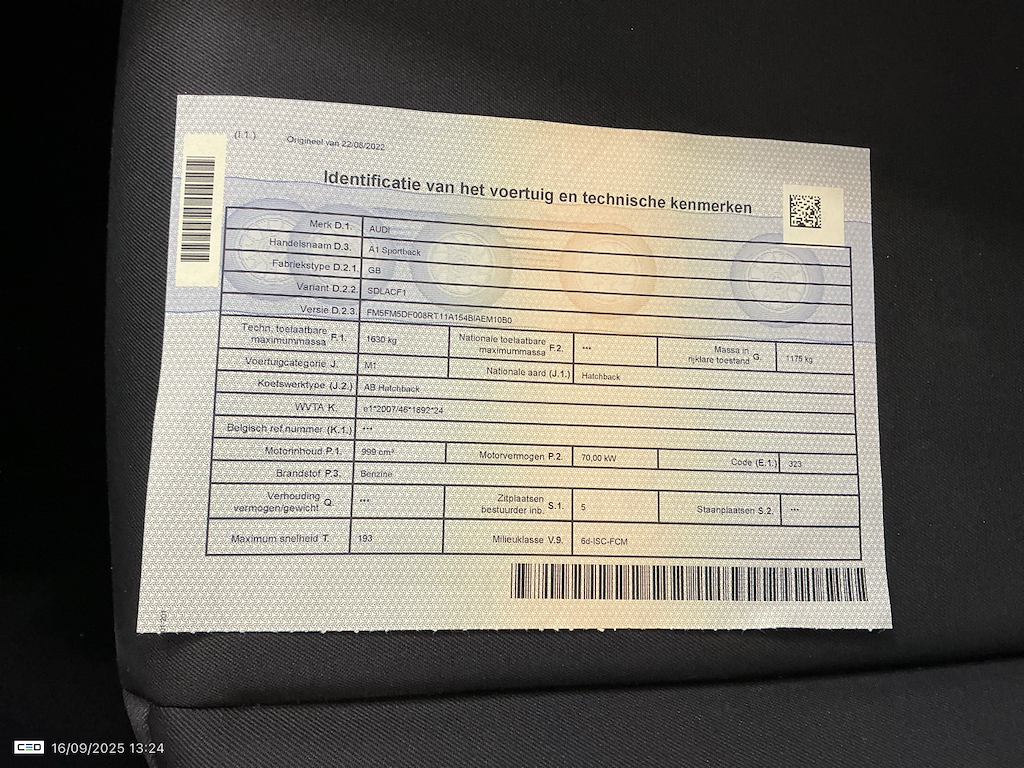 (I.1.)
Origineel van 22/08/2022
Identificatie van het voertuig en technische kenmerken
Merk D.1. AUDI
Handelsnaam D.3. A1 Sportback
Fabriekstype D.2.1. GB
Variant D.2.2. SDLACF1
Versie D.2.3. FM5FM5DF008RT11A154BIAEM10B0
Techn. toelaatbare maximummassa F.1. 1630 kg Nationale toelaatbare maximummassa F.2. --- Massa in rijklare toestand G. 1175 kg
Voertuigcategorie J. M1 Nationale aard (J.1.) Hatchback
Koetswerktype (J.2.) AB Hatchback
WVTA K. e1*2007/46*1892*24
Belgisch ref.nummer (K.1.) ---
Motorinhoud P.1. 999 cm³ Motorvermogen P.2. 70,00 kW Code (E.1.) 323
Brandstof P.3. Benzine
Verhouding vermogen/gewicht Q. --- Zitplaatsen bestuurder inb. S.1. 5 Staanplaatsen S.2. ---
Maximum snelheid T. 193 Milieuklasse V.9. 6d-ISC-FCM
CEO 16/09/2025 13:24